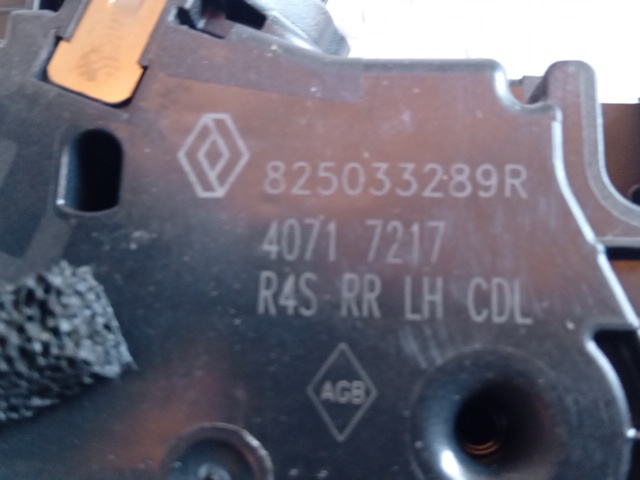 825033289R
4071 7217
R4S RR LH CDL
AGB